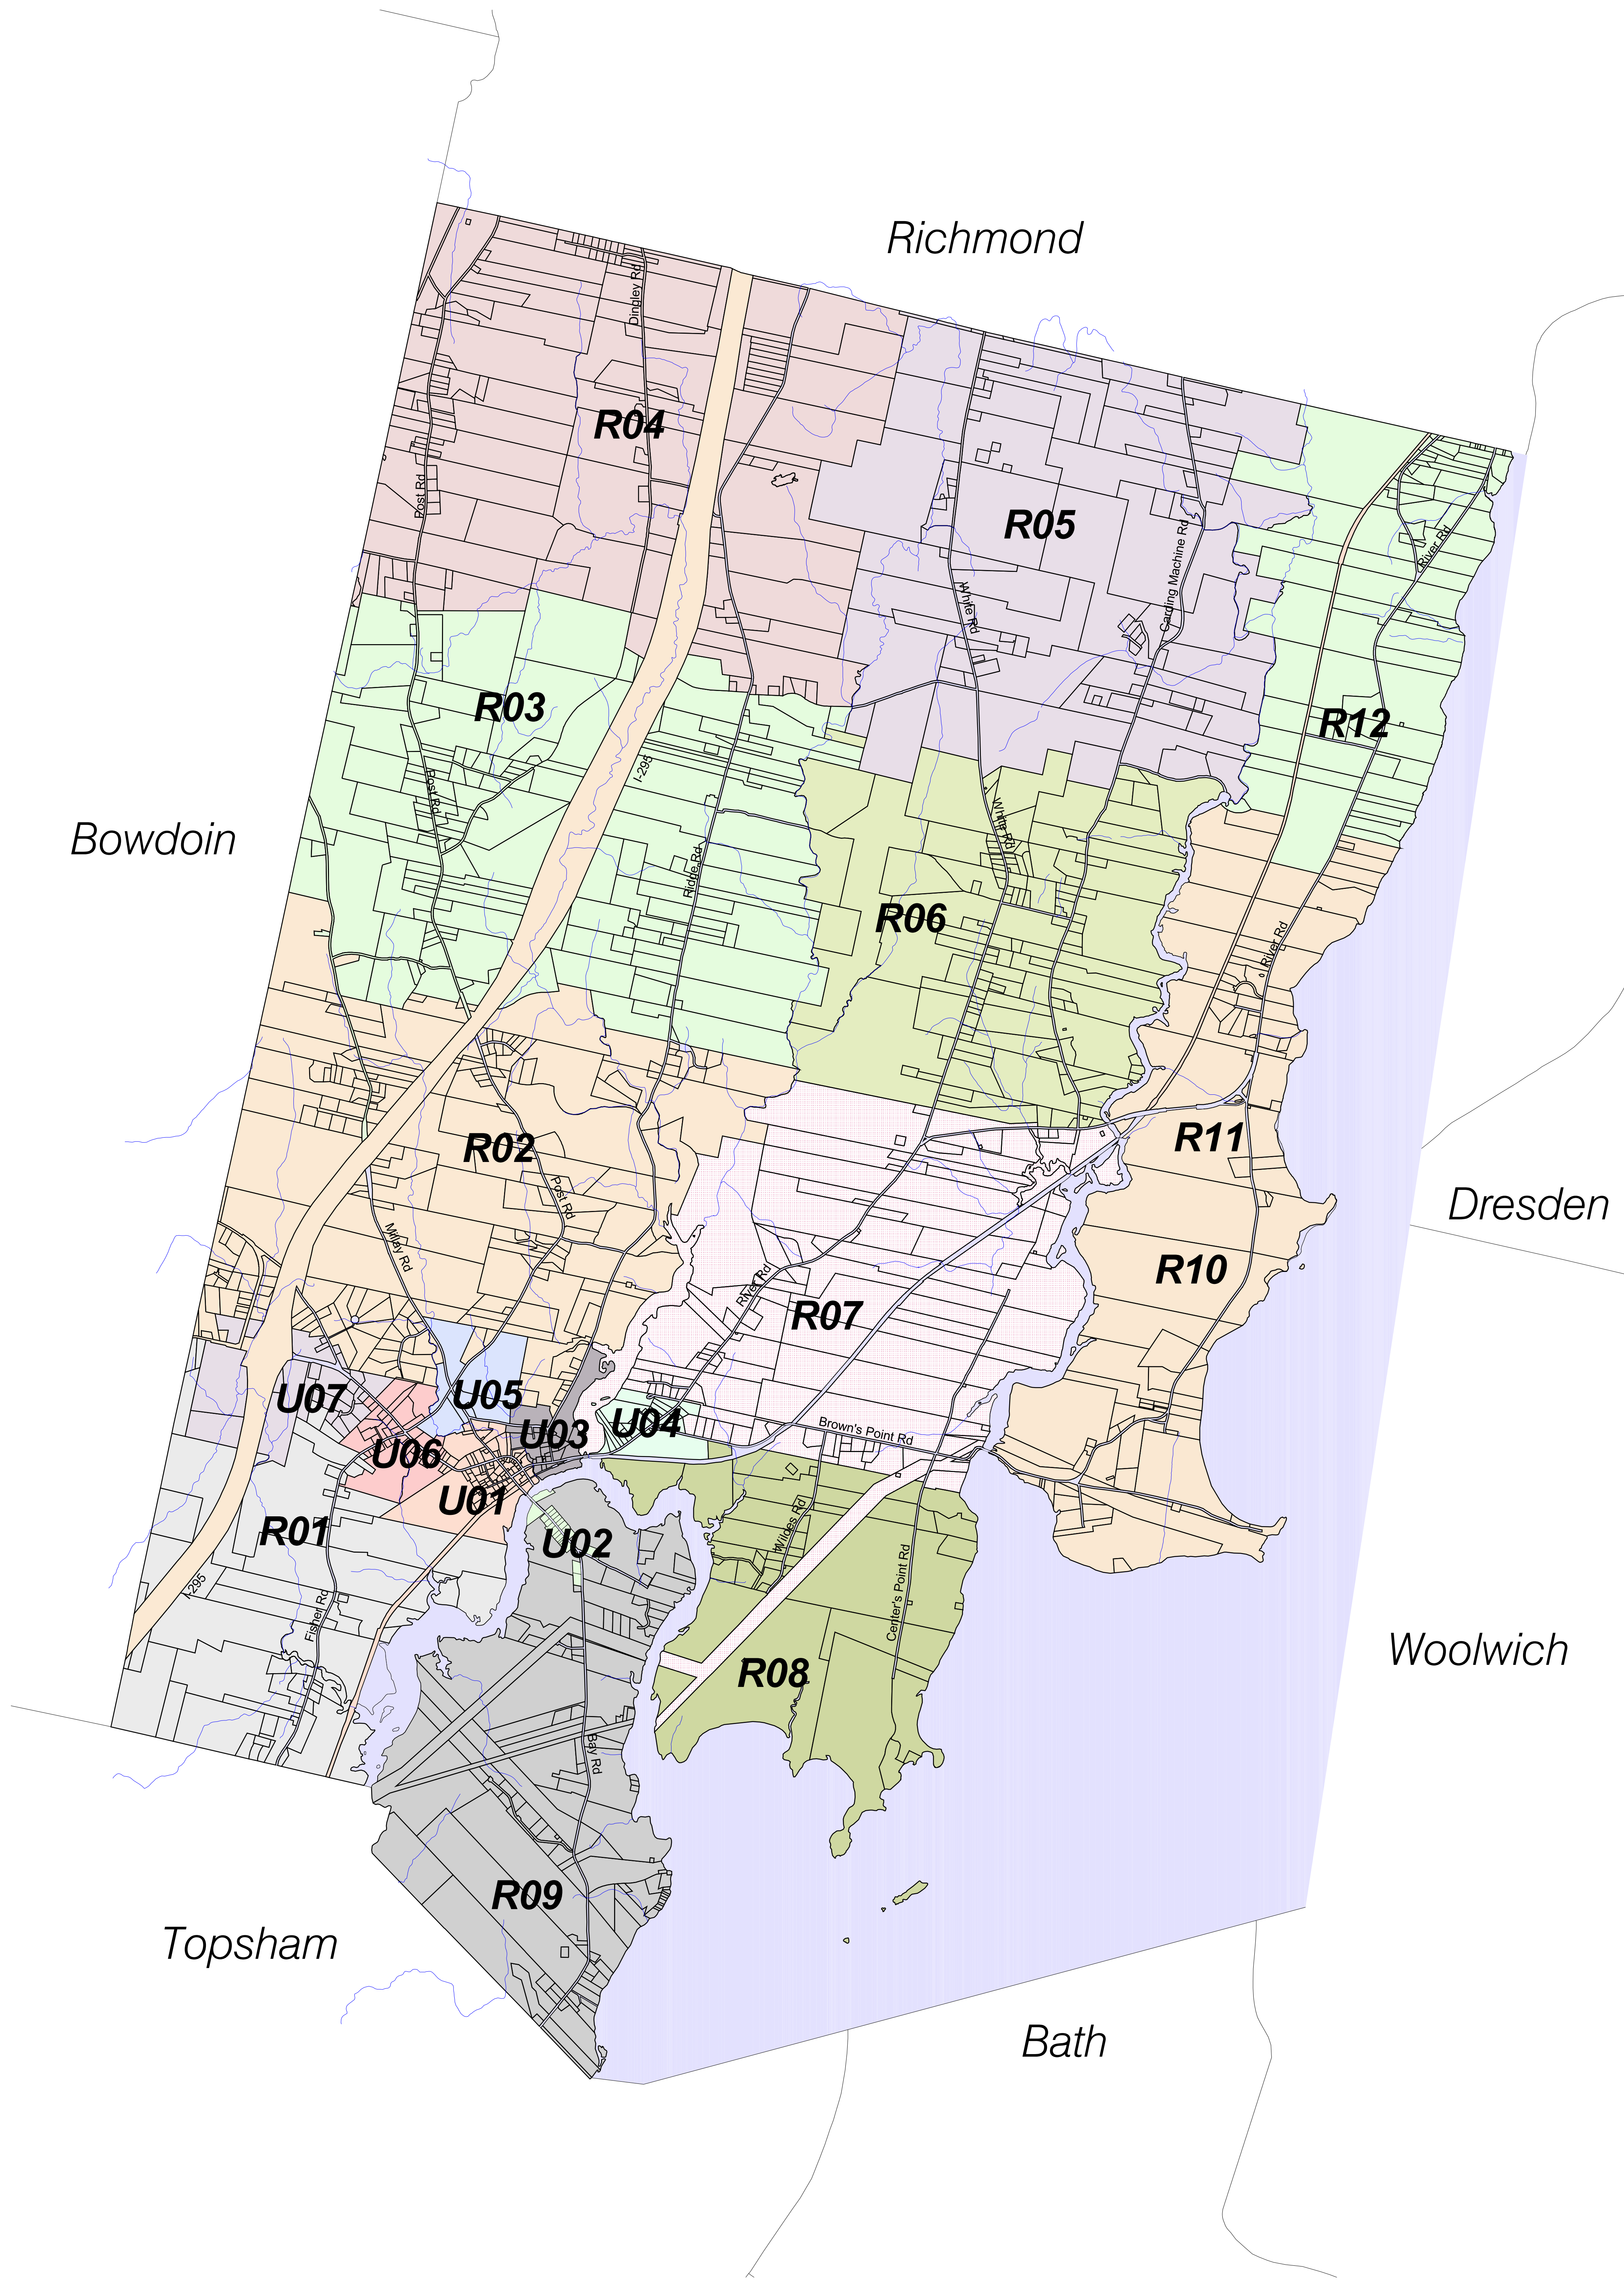 Richmond
Dingley Rd
R04
Post Rd
R05
Carding Machine Rd
River Rd
White Rd
R03
R12
I-295
Post Rd
White Rd
Bowdoin
Ridge Rd
R06
River Rd
R02
R11
Post Rd
Dresden
Millay Rd
R10
River Rd
R07
U07
U05
U04
Brown's Point Rd
U03
U06
U01
R01
U02
Wildes Rd
I-295
Center's Point Rd
Fisher Rd
Woolwich
R08
Bay Rd
R09
Topsham
Bath